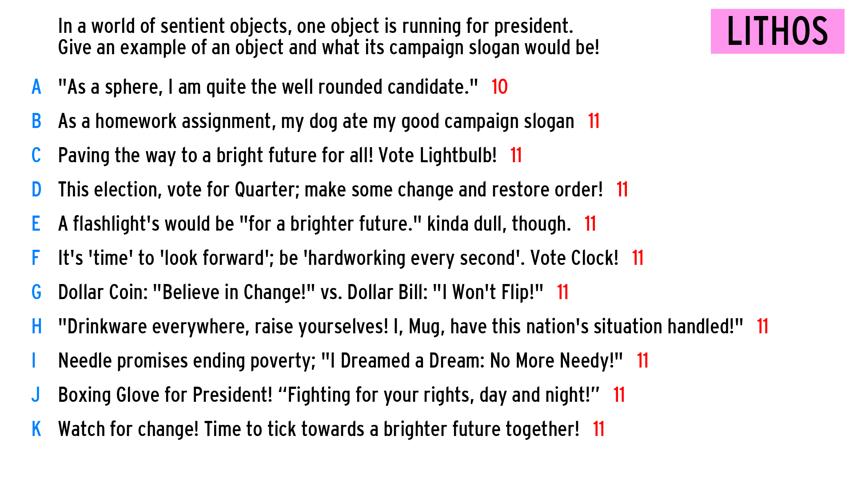 In a world of sentient objects, one object is running for president.
Give an example of an object and what its campaign slogan would be!
LITHOS
A "As a sphere, I am quite the well rounded candidate." 10
B As a homework assignment, my dog ate my good campaign slogan 11
C Paving the way to a bright future for all! Vote Lightbulb! 11
D This election, vote for Quarter; make some change and restore order! 11
E A flashlight's would be "for a brighter future." kinda dull, though. 11
F It's 'time' to 'look forward'; be 'hardworking every second'. Vote Clock! 11
G Dollar Coin: "Believe in Change!" vs. Dollar Bill: "I Won't Flip!" 11
H "Drinkware everywhere, raise yourselves! I, Mug, have this nation's situation handled!" 11
I Needle promises ending poverty; "I Dreamed a Dream: No More Needy!" 11
J Boxing Glove for President! “Fighting for your rights, day and night!” 11
K Watch for change! Time to tick towards a brighter future together! 11